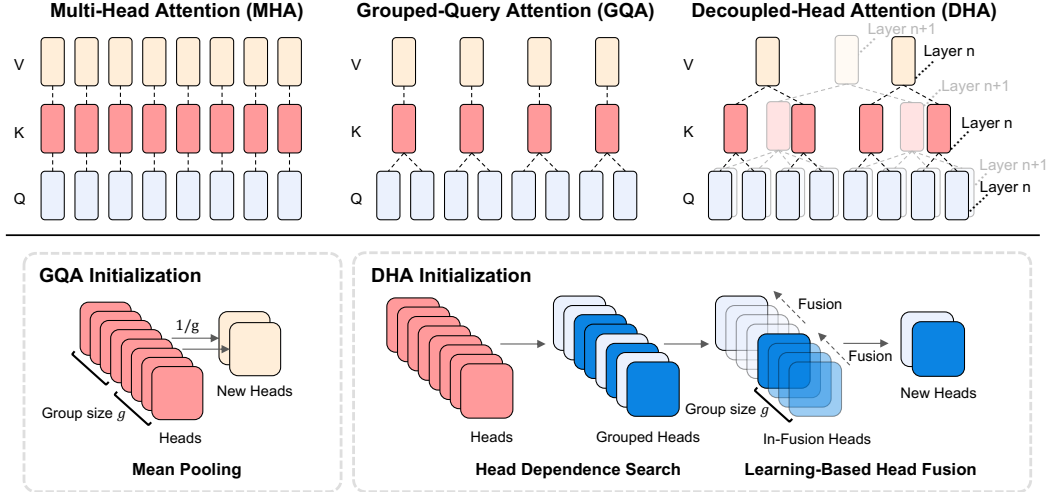 Multi-Head Attention (MHA)
Grouped-Query Attention (GQA)
Decoupled-Head Attention (DHA)
V
K
Q
V
K
Q
V
K
Q
Layer n+1
Layer n
Layer n+1
Layer n
Layer n+1
Layer n
GQA Initialization
1/g
New Heads
Group size g
Heads
Mean Pooling
DHA Initialization
Heads
Grouped Heads
Head Dependence Search
Fusion
Fusion
Group size g
In-Fusion Heads
New Heads
Learning-Based Head Fusion